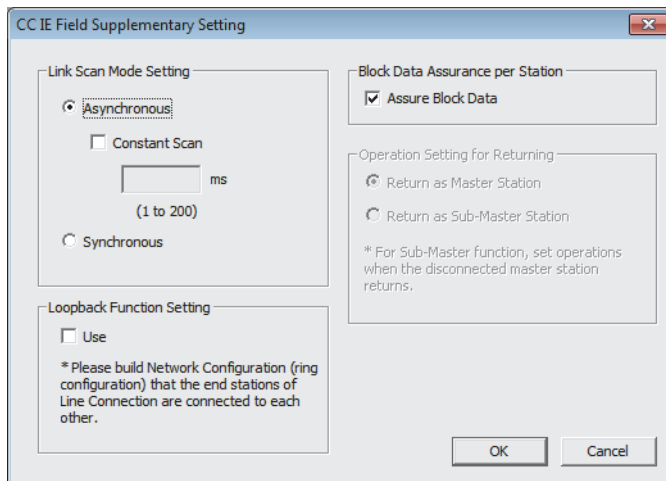 CC IE Field Supplementary Setting
Link Scan Mode Setting
Asynchronous
Constant Scan
ms
(1 to 200)
Synchronous
Loopback Function Setting
Use
* Please build Network Configuration (ring
configuration) that the end stations of
Line Connection are connected to each
other.
Block Data Assurance per Station
Assure Block Data
Operation Setting for Returning
Return as Master Station
Return as Sub-Master Station
* For Sub-Master function, set operations
when the disconnected master station
returns.
OK
Cancel